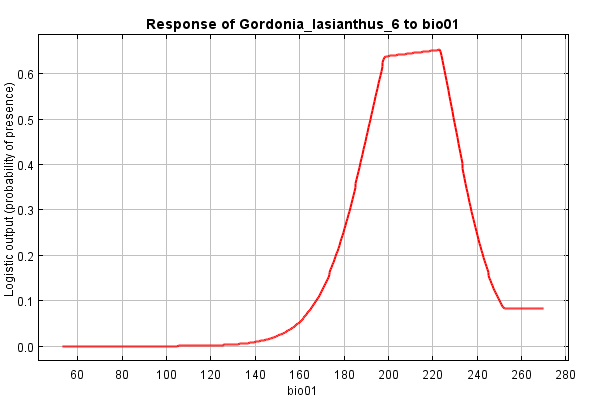 Response of Gordonia_lasianthus_6 to bio01
Logistic output (probability of presence)
0.6
0.5
0.4
0.3
0.2
0.1
0.0
60 80 100 120 140 160 180 200 220 240 260 280
bio01